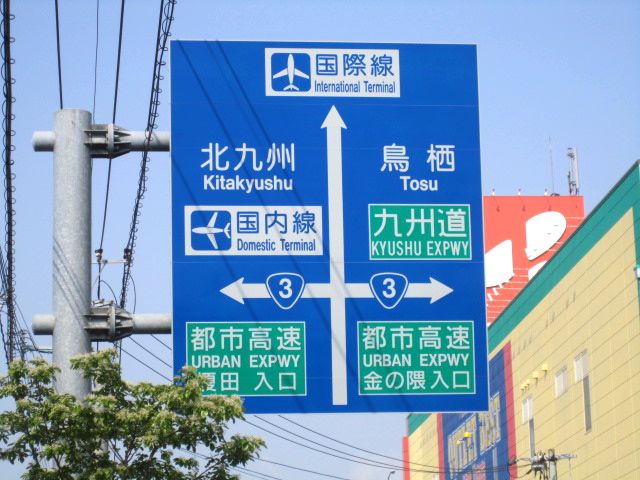 国際線
International Terminal
北九州
Kitakyushu
鳥栖
Tosu
国内線
Domestic Terminal
九州道
KYUSHU EXPWY
3
3
都市高速
URBAN EXPWY
榎田 入口
都市高速
URBAN EXPWY
金の隈入口